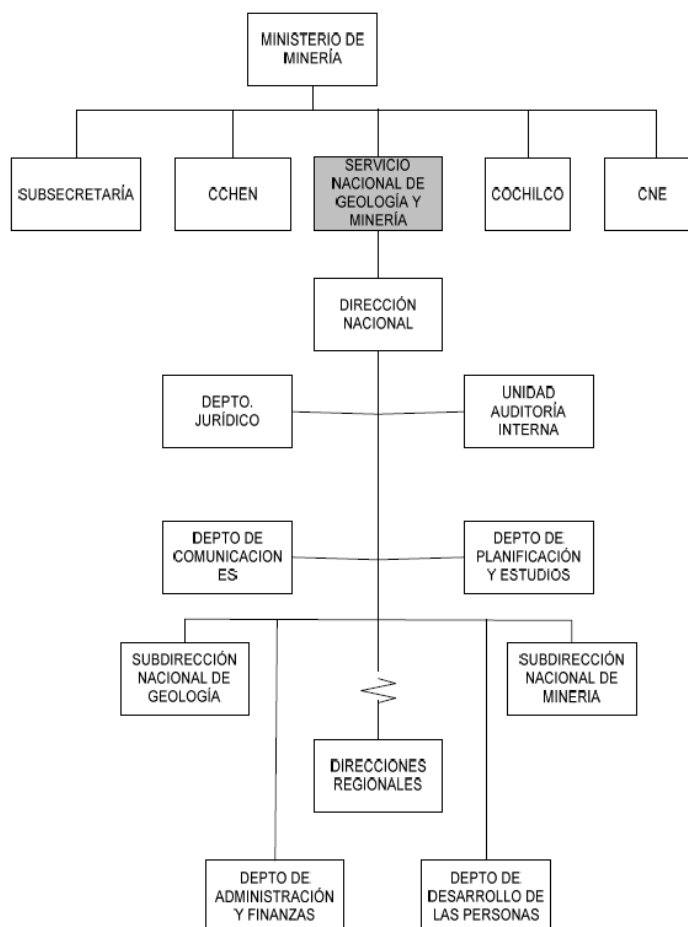 MINISTERIO DE
MINERÍA
SUBSECRETARÍA
CCHEN
SERVICIO
NACIONAL DE
GEOLOGÍA Y
MINERÍA
COCHILCO
CNE
DIRECCIÓN
NACIONAL
DEPTO.
JURÍDICO
UNIDAD
AUDITORÍA
INTERNA
DEPTO DE
COMUNICACION
ES
DEPTO DE
PLANIFICACIÓN
Y ESTUDIOS
SUBDIRECCIÓN
NACIONAL DE
GEOLOGÍA
SUBDIRECCIÓN
NACIONAL DE
MINERIA
DIRECCIONES
REGIONALES
DEPTO DE
ADMINISTRACIÓN
Y FINANZAS
DEPTO DE
DESARROLLO DE
LAS PERSONAS